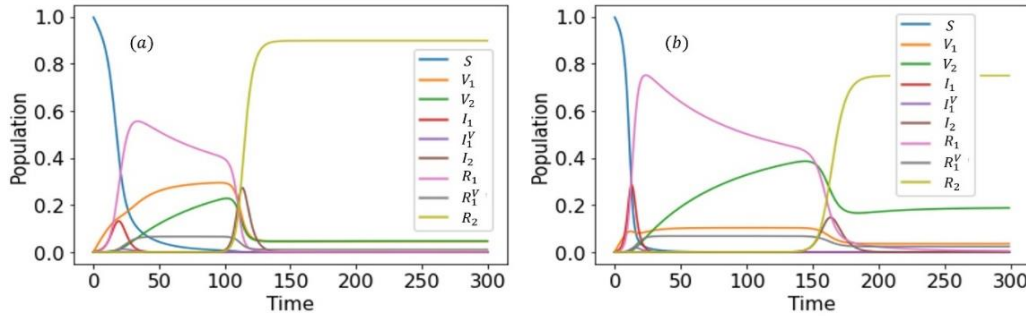 (a)
Population
1.0
0.8
0.6
0.4
0.2
0.0
S
V₁
V₂
I₁
I₁ⱽ
I₂
R₁
R₁ⱽ
R₂
0 50 100 150 200 250 300
Time
(b)
Population
1.0
0.8
0.6
0.4
0.2
0.0
S
V₁
V₂
I₁
I₁ⱽ
I₂
R₁
R₁ⱽ
R₂
0 50 100 150 200 250 300
Time